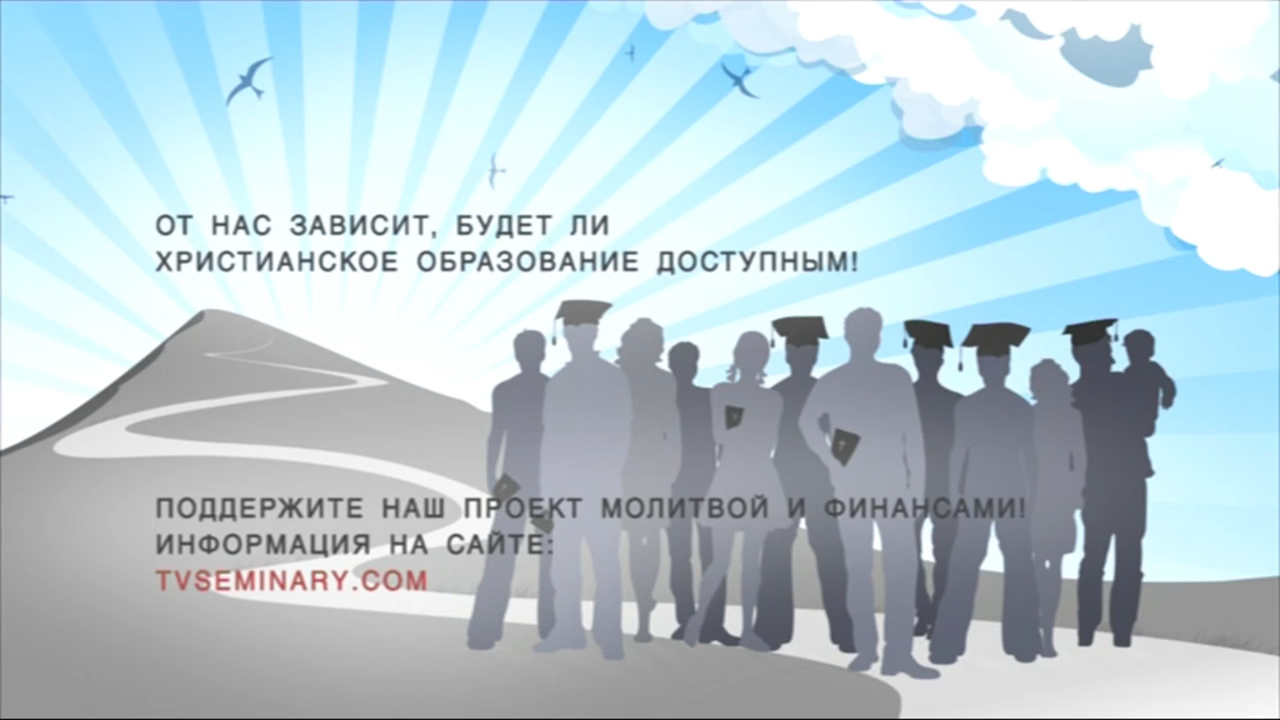 ОТ НАС ЗАВИСИТ, БУДЕТ ЛИ
ХРИСТИАНСКОЕ ОБРАЗОВАНИЕ ДОСТУПНЫМ!
ПОДДЕРЖИТЕ НАШ ПРОЕКТ МОЛИТВОЙ И ФИНАНСАМИ!
ИНФОРМАЦИЯ НА САЙТЕ:
TVSEMINARY.COM